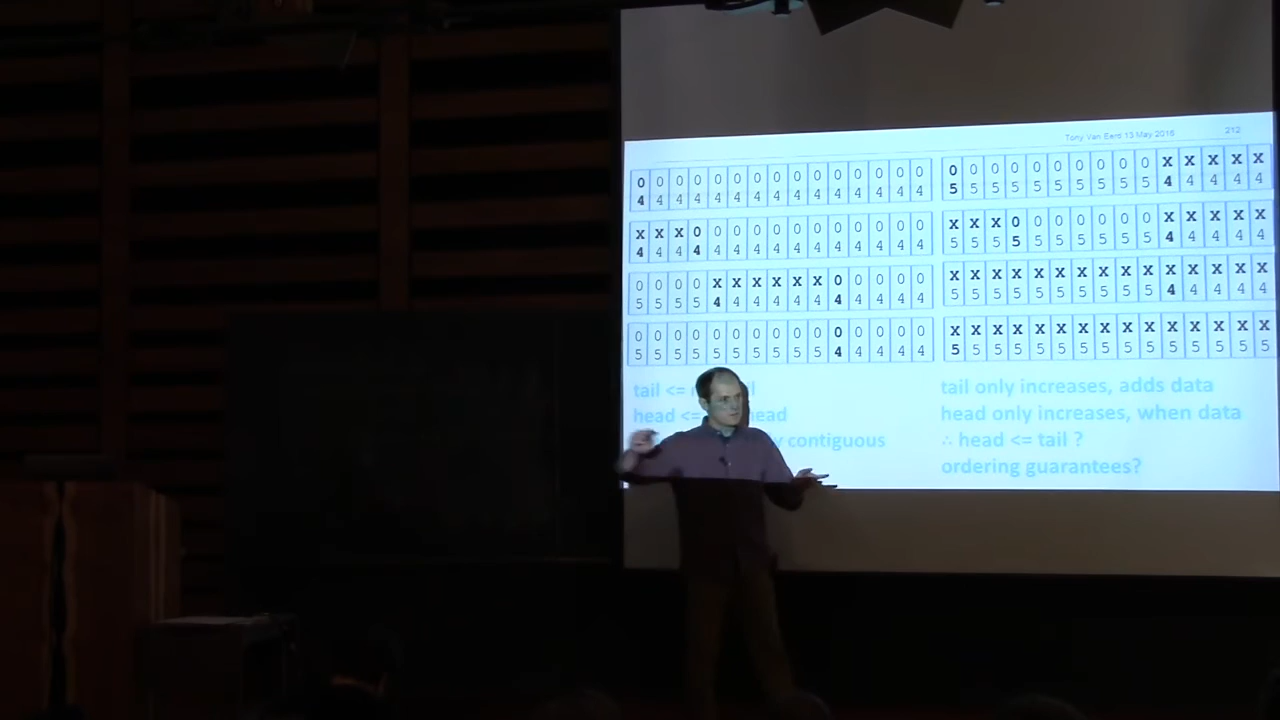 Tony Van Eerd 13 May 2016 212
0 0 0 0 0 0 0 0 0 0 0 0 0 0 0
4 4 4 4 4 4 4 4 4 4 4 4 4 4 4
X X X 0 0 0 0 0 0 0 0 0 0 0 0
4 4 4 4 4 4 4 4 4 4 4 4 4 4 4
0 0 0 0 X X X X X X 0 0 0 0 0
5 5 5 5 4 4 4 4 4 4 4 4 4 4 4
0 0 0 0 0 0 0 0 0 0 0 0 0 0 0
5 5 5 5 5 5 5 5 5 5 4 4 4 4 4
0 0 0 0 0 0 0 0 0 0 X X X X X
5 5 5 5 5 5 5 5 5 5 4 4 4 4 4
X X X 0 0 0 0 0 0 0 X X X X X
5 5 5 5 5 5 5 5 5 5 4 4 4 4 4
X X X X X X X X X X X X X X X
5 5 5 5 5 5 5 5 5 5 4 4 4 4 4
X X X X X X X X X X X X X X X
5 5 5 5 5 5 5 5 5 5 5 5 5 5 5
tail <=
head <= head
contiguous
tail only increases, adds data
head only increases, when data
∴ head <= tail ?
ordering guarantees?